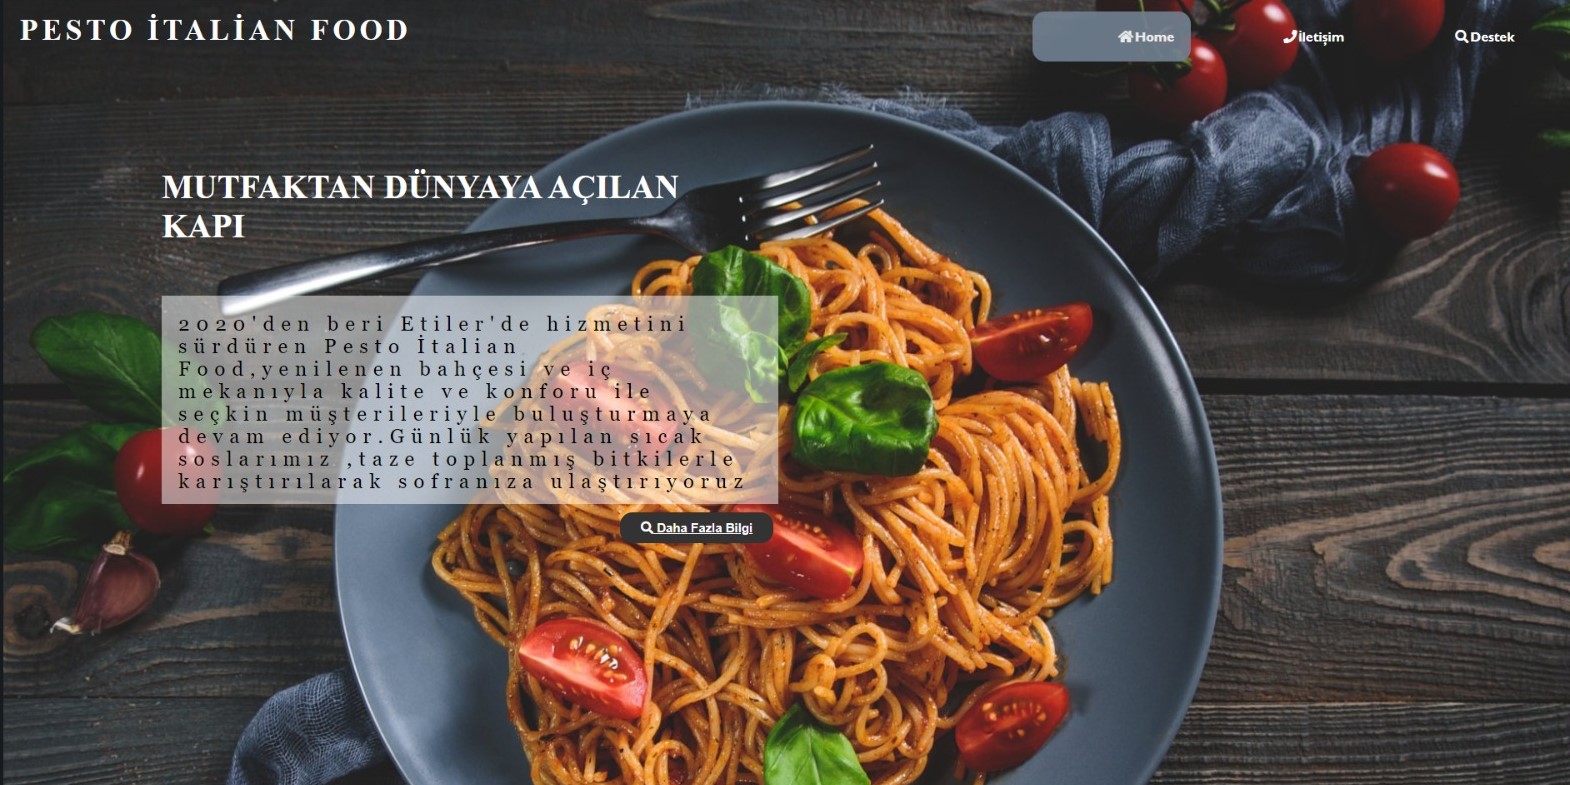 PESTO İTALİAN FOOD
Home
İletişim
Destek
MUTFAKTAN DÜNYAYA AÇILAN
KAPI
2020'den beri Etiler'de hizmetini
sürdüren Pesto İtalian
Food,yenilenen bahçesi ve iç
mekanıyla kalite ve konforu ile
seçkin müşterileriyle buluşturmaya
devam ediyor.Günlük yapılan sıcak
soslarımız ,taze toplanmış bitkilerle
karıştırılarak sofranıza ulaştırıyoruz
Daha Fazla Bilgi